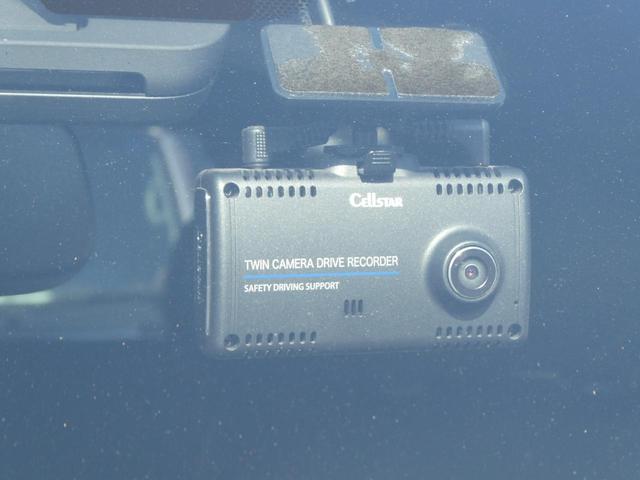 CELLSTAR
TWIN CAMERA DRIVE RECORDER
SAFETY DRIVING SUPPORT